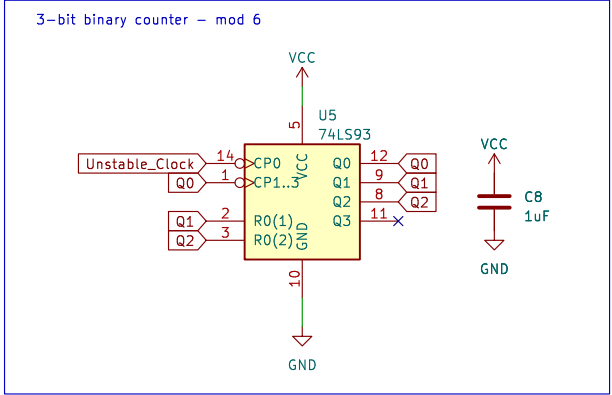 3-bit binary counter - mod 6
VCC
U5
74LS93
5
VCC
Unstable_Clock 14 CP0 Q0 12 Q0
Q0 1 CP1..3 Q1 9 Q1
Q2 8 Q2
Q1 2 R0(1) Q3 11
Q2 3 R0(2)
GND
10
GND
VCC
C8
1uF
GND